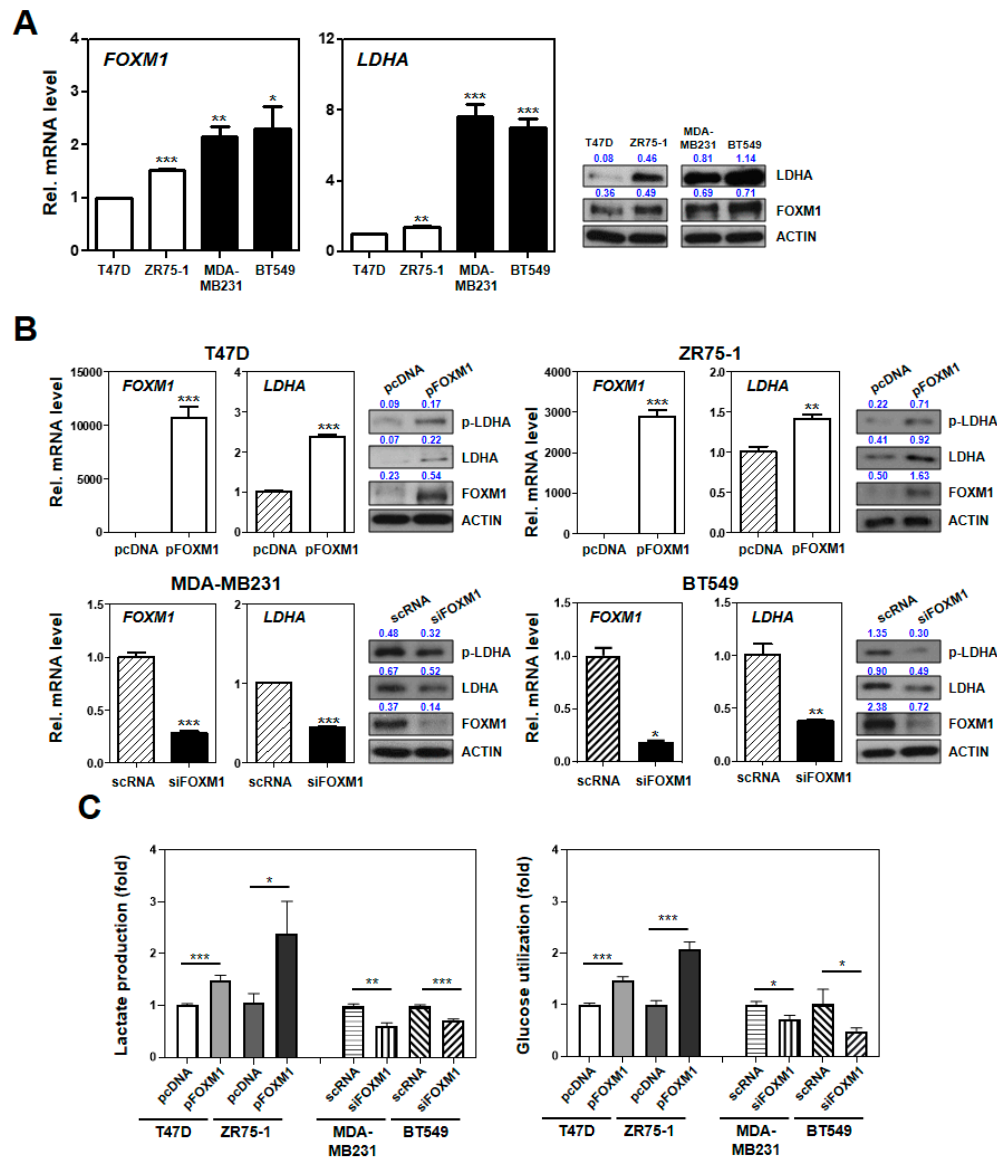 A
Rel. mRNA level
4
3
2
1
0
FOXM1
***
**
*
T47D
ZR75-1
MDA-
MB231
BT549
12
8
4
0
LDHA
**
***
***
T47D
ZR75-1
MDA-
MB231
BT549
T47D ZR75-1 MDA-
MB231 BT549
0.08 0.46 0.81 1.14
LDHA
0.36 0.49 0.69 0.71
FOXM1
ACTIN
B
T47D
Rel. mRNA level
15000
10000
5000
0
FOXM1
***
pcDNA pFOXM1
4
3
2
1
0
LDHA
***
pcDNA pFOXM1
pcDNA pFOXM1
0.09 0.17
p-LDHA
0.07 0.22
LDHA
0.23 0.54
FOXM1
ACTIN
ZR75-1
Rel. mRNA level
4000
3000
2000
1000
0
FOXM1
***
pcDNA pFOXM1
2.0
1.5
1.0
0.5
0.0
LDHA
**
pcDNA pFOXM1
pcDNA pFOXM1
0.22 0.71
p-LDHA
0.41 0.92
LDHA
0.50 1.63
FOXM1
ACTIN
MDA-MB231
Rel. mRNA level
1.5
1.0
0.5
0.0
FOXM1
***
scRNA siFOXM1
2
1
0
LDHA
***
scRNA siFOXM1
scRNA siFOXM1
0.48 0.32
p-LDHA
0.67 0.52
LDHA
0.37 0.14
FOXM1
ACTIN
BT549
Rel. mRNA level
1.5
1.0
0.5
0.0
FOXM1
*
scRNA siFOXM1
1.5
1.0
0.5
0.0
LDHA
**
scRNA siFOXM1
scRNA siFOXM1
1.35 0.30
p-LDHA
0.90 0.49
LDHA
2.38 0.72
FOXM1
ACTIN
C
Lactate production (fold)
4
3
2
1
0
***
*
**
***
pcDNA pFOXM1 pcDNA pFOXM1 scRNA siFOXM1 scRNA siFOXM1
T47D ZR75-1 MDA-
MB231 BT549
Glucose utilization (fold)
4
3
2
1
0
***
***
*
*
pcDNA pFOXM1 pcDNA pFOXM1 scRNA siFOXM1 scRNA siFOXM1
T47D ZR75-1 MDA-
MB231 BT549